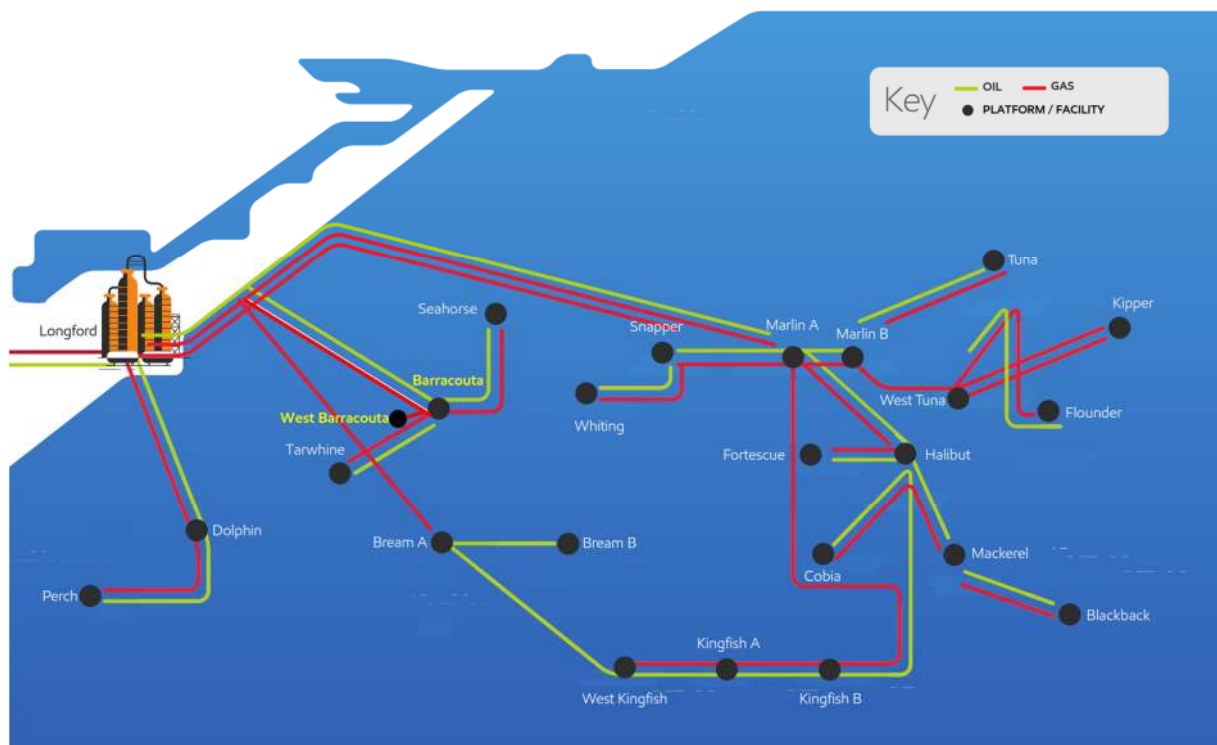 Key
OIL
GAS
PLATFORM / FACILITY
Tuna
Kipper
Longford
Seahorse
Snapper
Marlin A
Marlin B
Barracouta
West Barracouta
Whiting
West Tuna
Flounder
Tarwhine
Fortescue
Halibut
Dolphin
Bream A
Bream B
Cobia
Mackerel
Perch
Blackback
Kingfish A
West Kingfish
Kingfish B